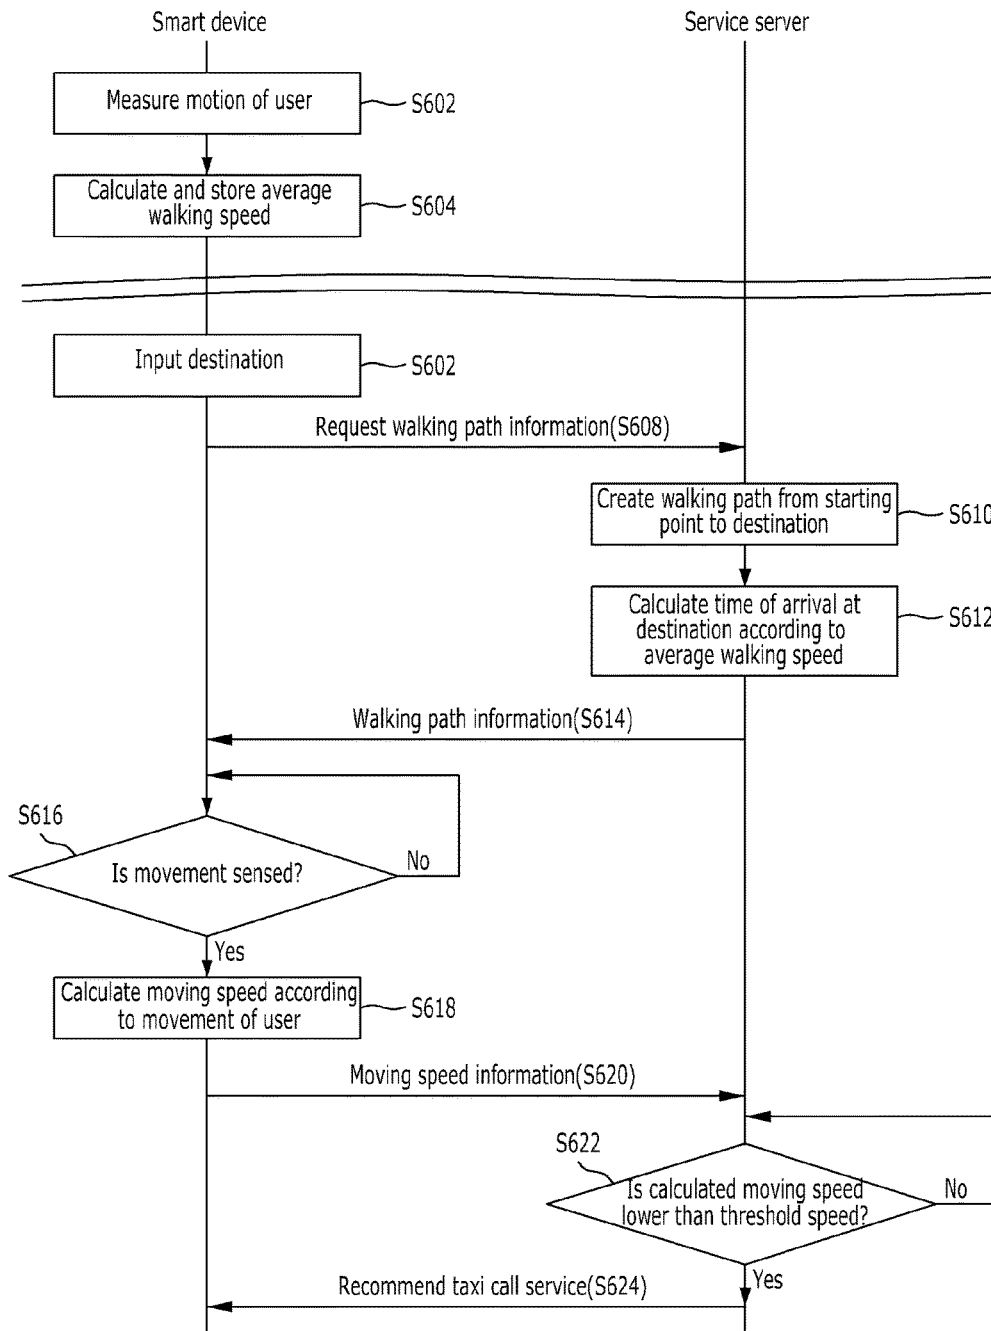 Smart device
Service server
Measure motion of user
S602
Calculate and store average
walking speed
S604
Input destination
S602
Request walking path information(S608)
Create walking path from starting
point to destination
S610
Calculate time of arrival at
destination according to
average walking speed
S612
Walking path information(S614)
S616
Is movement sensed?
No
Yes
Calculate moving speed according
to movement of user
S618
Moving speed information(S620)
S622
Is calculated moving speed
lower than threshold speed?
No
Yes
Recommend taxi call service(S624)